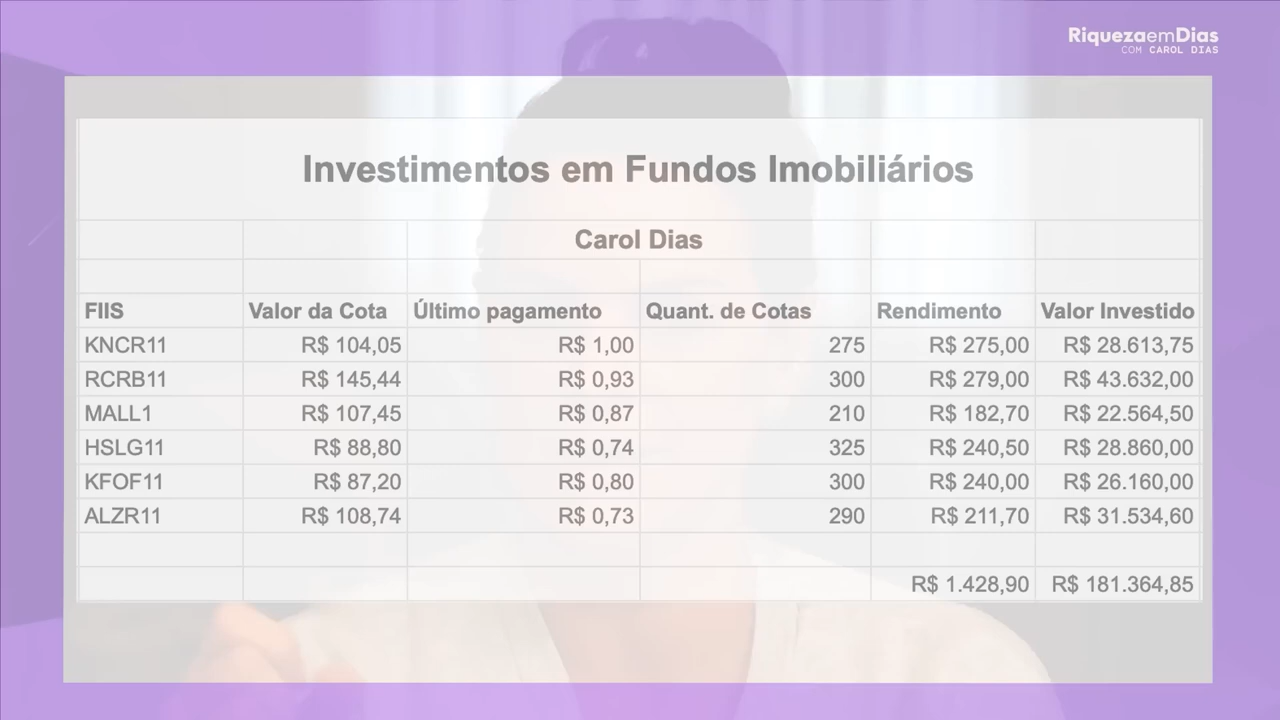 RiquezaemDias
COM CAROL DIAS
Investimentos em Fundos Imobiliários
Carol Dias
FIIS Valor da Cota Último pagamento Quant. de Cotas Rendimento Valor Investido
KNCR11 R$ 104,05 R$ 1,00 275 R$ 275,00 R$ 28.613,75
RCRB11 R$ 145,44 R$ 0,93 300 R$ 279,00 R$ 43.632,00
MALL1 R$ 107,45 R$ 0,87 210 R$ 182,70 R$ 22.564,50
HSLG11 R$ 88,80 R$ 0,74 325 R$ 240,50 R$ 28.860,00
KFOF11 R$ 87,20 R$ 0,80 300 R$ 240,00 R$ 26.160,00
ALZR11 R$ 108,74 R$ 0,73 290 R$ 211,70 R$ 31.534,60
R$ 1.428,90 R$ 181.364,85